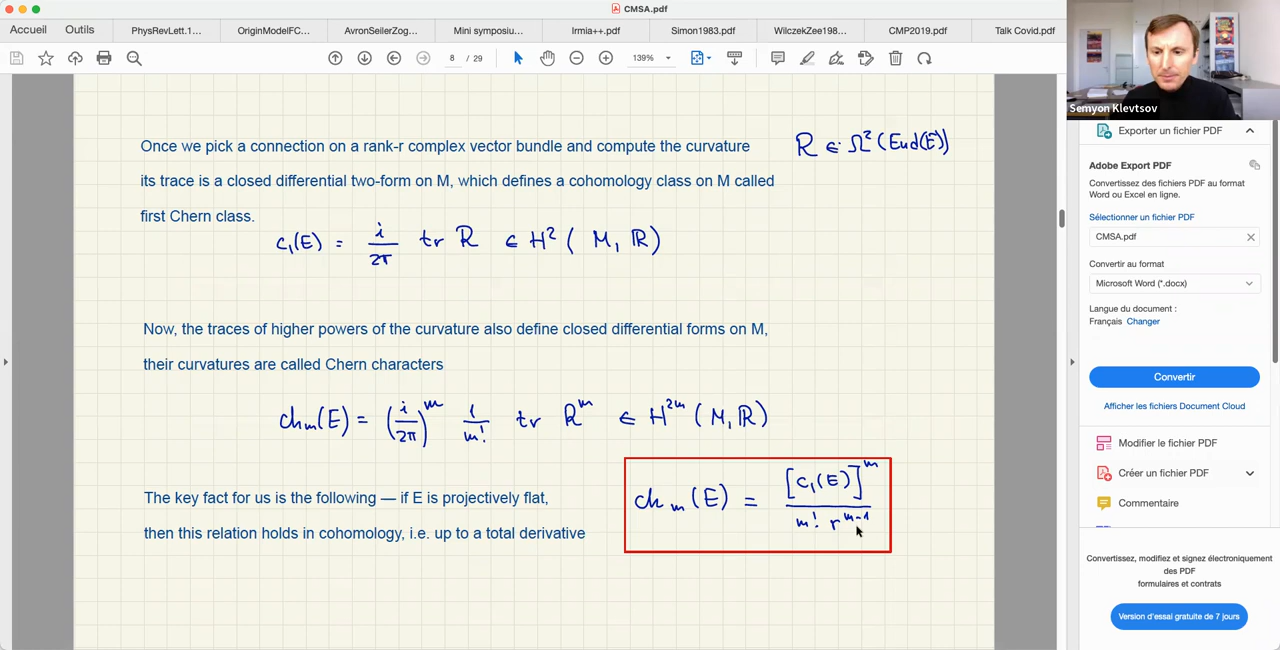 CMSA.pdf
Accueil Outils PhysRevLett.1... OriginModelFC... AvronSeilerZog... Mini symposiu... Irmia++.pdf Simon1983.pdf WilczekZee198... CMP2019.pdf Talk Covid.pdf
8 / 29 139%
Semyon Klevtsov
Once we pick a connection on a rank-r complex vector bundle and compute the curvature R ∈ Ω²(End(E))
its trace is a closed differential two-form on M, which defines a cohomology class on M called
first Chern class.
c₁(E) = i/2π tr R ∈ H²(M, ℝ)
Now, the traces of higher powers of the curvature also define closed differential forms on M,
their curvatures are called Chern characters
chₘ(E) = (i/2π)^m 1/m! tr R^m ∈ H^2m(M, ℝ)
The key fact for us is the following — if E is projectively flat,
then this relation holds in cohomology, i.e. up to a total derivative
chₘ(E) = [c₁(E)]^m / m! r^m-1
Exporter un fichier PDF
Adobe Export PDF
Convertissez des fichiers PDF au format
Word ou Excel en ligne.
Sélectionner un fichier PDF
CMSA.pdf
Convertir au format
Microsoft Word (*.docx)
Langue du document :
Français Changer
Convertir
Afficher les fichiers Document Cloud
Modifier le fichier PDF
Créer un fichier PDF
Commentaire
Convertissez, modifiez et signez électroniquement
des PDF
formulaires et contrats
Version d'essai gratuite de 7 jours